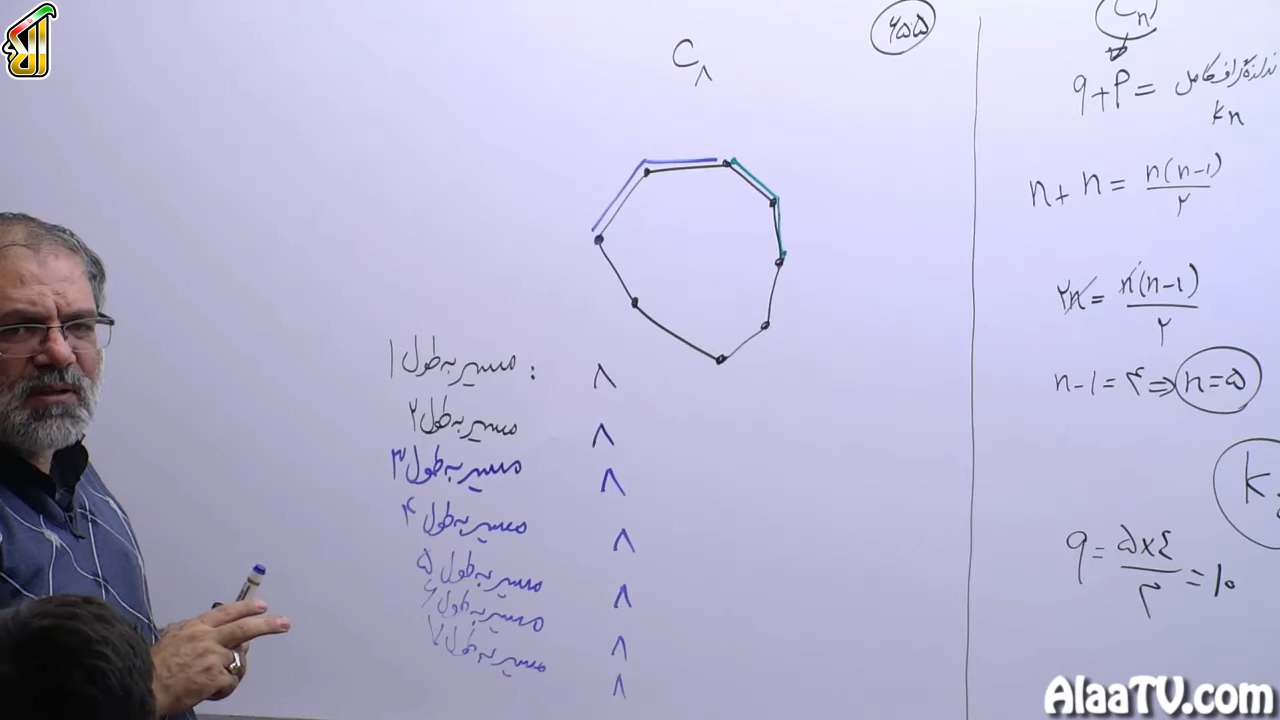 ۶۵۵
C۸
مسیر به طول ۱ : ۸
مسیر به طول ۲ ۸
مسیر به طول ۳ ۸
مسیر به طول ۴ ۸
مسیر به طول ۵ ۸
مسیر به طول ۶ ۸
مسیر به طول ۷ ۸
Cn
q+p = اندازه گراف کامل
kn
n+n = n(n-1)/۲
۲n = n(n-1)/۲
n-1=۴ ⇒ n=۵
k
q = ۵×٤/۲ = ۱۰
AlaaTV.com